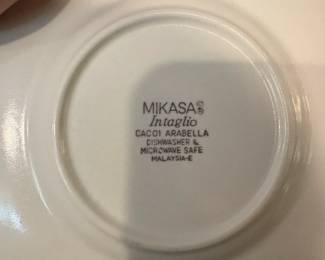 MIKASA
Intaglio
CAC01 ARABELLA
DISHWASHER &
MICROWAVE SAFE
MALAYSIA-E